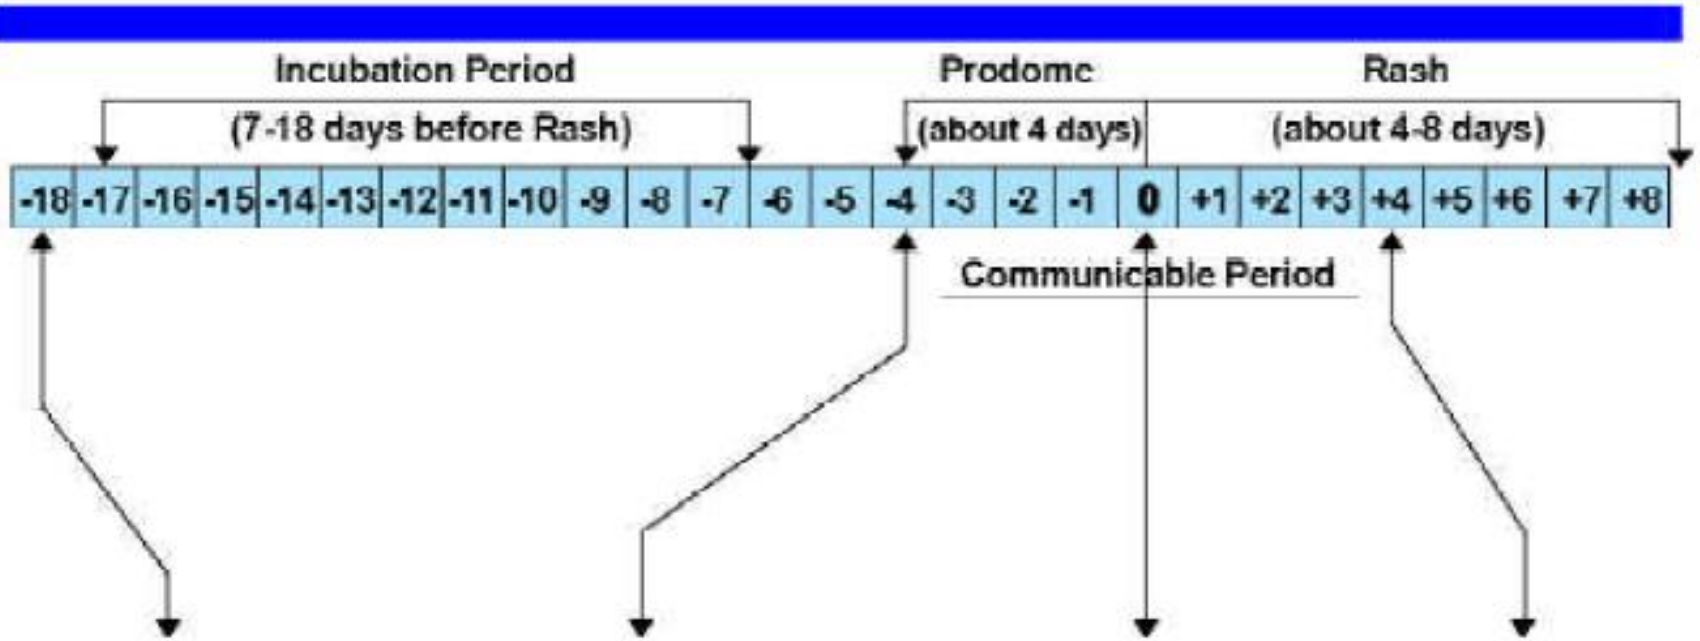 Incubation Period Prodomc Rash
(7-18 days before Rash) (about 4 days) (about 4-8 days)
-18 -17 -16 -15 -14 -13 -12 -11 -10 -9 -8 -7 -6 -5 -4 -3 -2 -1 0 +1 +2 +3 +4 +5 +6 +7 +8
Communicable Period